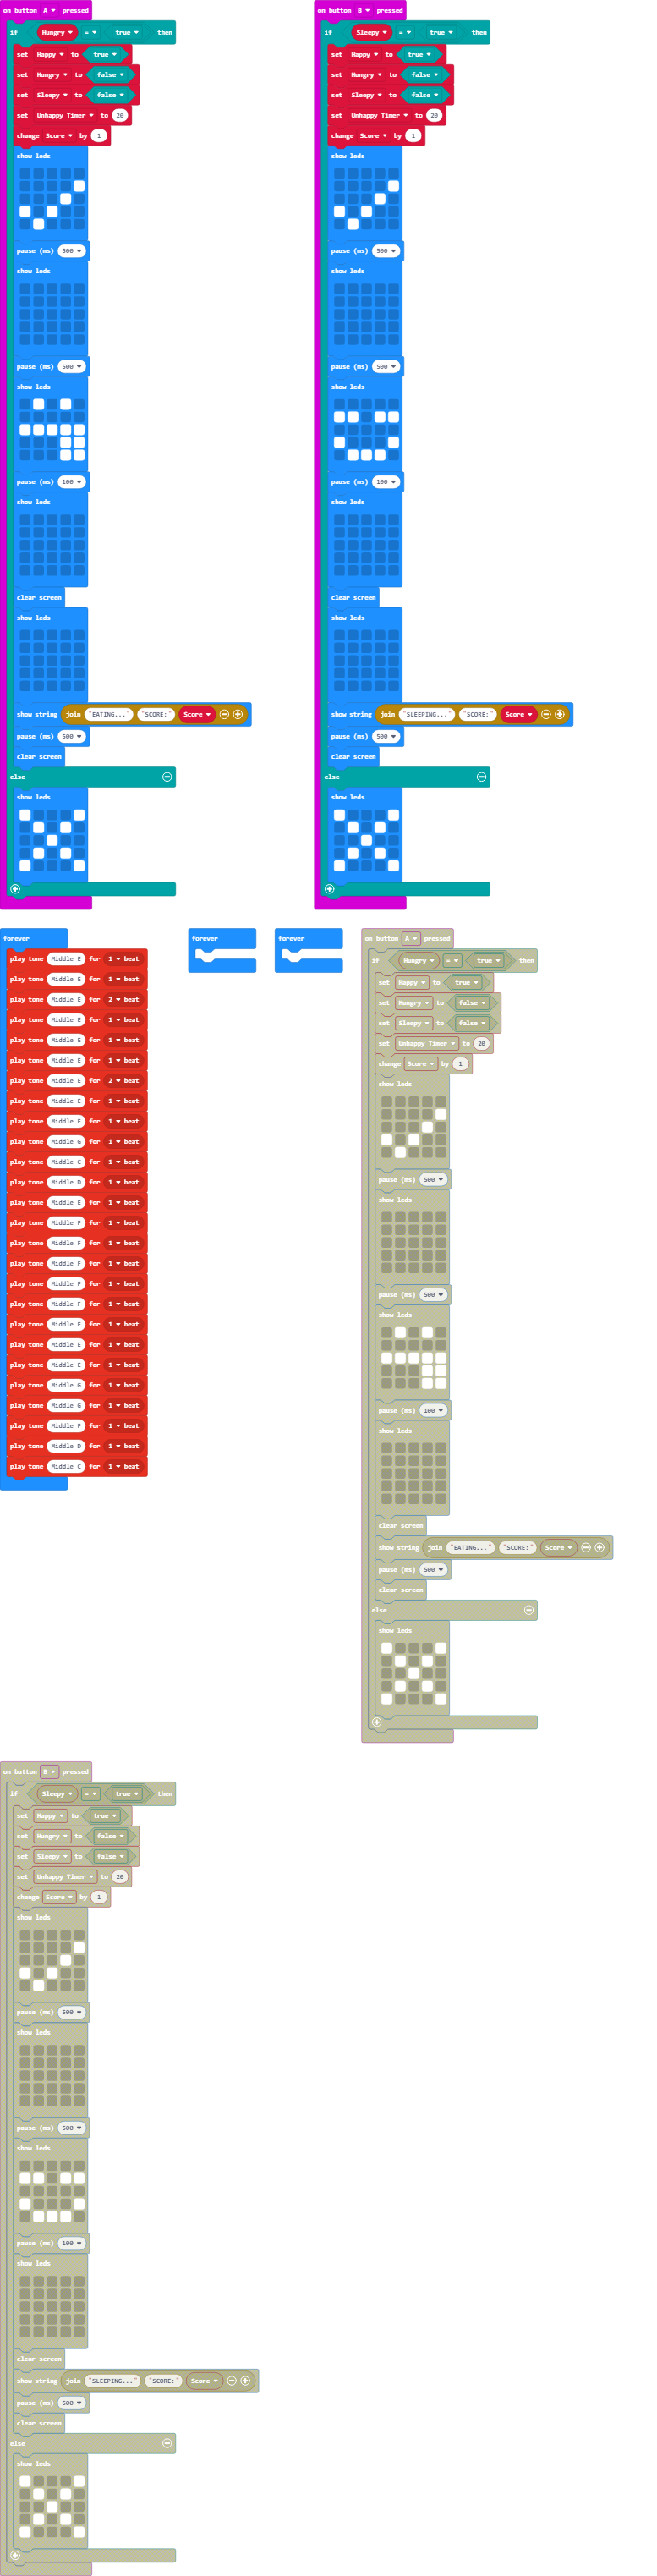 on button A pressed
if Hungry = true then
set Happy to true
set Hungry to false
set Sleepy to false
set Unhappy Timer to 20
change Score by 1
show leds
pause (ms) 500
show leds
pause (ms) 500
show leds
pause (ms) 100
show leds
clear screen
show leds
show string join "EATING..." "SCORE:" Score
pause (ms) 500
clear screen
else
show leds
on button B pressed
if Sleepy = true then
set Happy to true
set Hungry to false
set Sleepy to false
set Unhappy Timer to 20
change Score by 1
show leds
pause (ms) 500
show leds
pause (ms) 500
show leds
pause (ms) 100
show leds
clear screen
show leds
show string join "SLEEPING..." "SCORE:" Score
pause (ms) 500
clear screen
else
show leds
forever
play tone Middle E for 1 beat
play tone Middle E for 1 beat
play tone Middle E for 2 beat
play tone Middle E for 1 beat
play tone Middle E for 1 beat
play tone Middle E for 1 beat
play tone Middle E for 2 beat
play tone Middle E for 1 beat
play tone Middle E for 1 beat
play tone Middle G for 1 beat
play tone Middle C for 1 beat
play tone Middle D for 1 beat
play tone Middle E for 1 beat
play tone Middle F for 1 beat
play tone Middle F for 1 beat
play tone Middle F for 1 beat
play tone Middle F for 1 beat
play tone Middle F for 1 beat
play tone Middle E for 1 beat
play tone Middle E for 1 beat
play tone Middle E for 1 beat
play tone Middle G for 1 beat
play tone Middle G for 1 beat
play tone Middle F for 1 beat
play tone Middle D for 1 beat
play tone Middle C for 1 beat
forever
forever
on button A pressed
if Hungry = true then
set Happy to true
set Hungry to false
set Sleepy to false
set Unhappy Timer to 20
change Score by 1
show leds
pause (ms) 500
show leds
pause (ms) 500
show leds
pause (ms) 100
show leds
clear screen
show string join "EATING..." "SCORE:" Score
pause (ms) 500
clear screen
else
show leds
on button B pressed
if Sleepy = true then
set Happy to true
set Hungry to false
set Sleepy to false
set Unhappy Timer to 20
change Score by 1
show leds
pause (ms) 500
show leds
pause (ms) 500
show leds
pause (ms) 100
show leds
clear screen
show string join "SLEEPING..." "SCORE:" Score
pause (ms) 500
clear screen
else
show leds